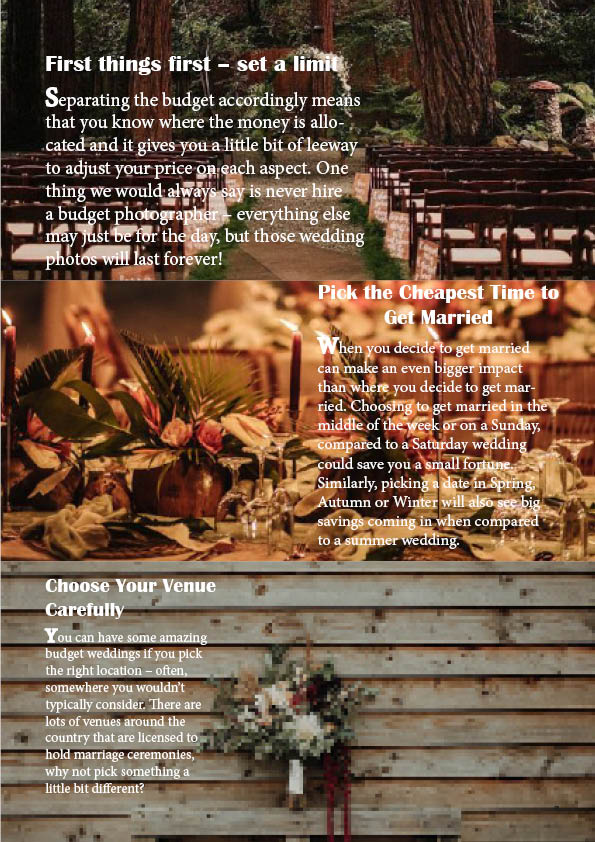 First things first – set a limit
Separating the budget accordingly means
that you know where the money is allo-
cated and it gives you a little bit of leeway
to adjust your price on each aspect. One
thing we would always say is never hire
a budget photographer – everything else
may just be for the day, but those wedding
photos will last forever!
Pick the Cheapest Time to
Get Married
When you decide to get married
can make an even bigger impact
than where you decide to get mar-
ried. Choosing to get married in the
middle of the week or on a Sunday,
compared to a Saturday wedding
could save you a small fortune.
Similarly, picking a date in Spring,
Autumn or Winter will also see big
savings coming in when compared
to a summer wedding.
Choose Your Venue
Carefully
You can have some amazing
budget weddings if you pick
the right location – often,
somewhere you wouldn't
typically consider. There are
lots of venues around the
country that are licensed to
hold marriage ceremonies,
why not pick something a
little bit different?